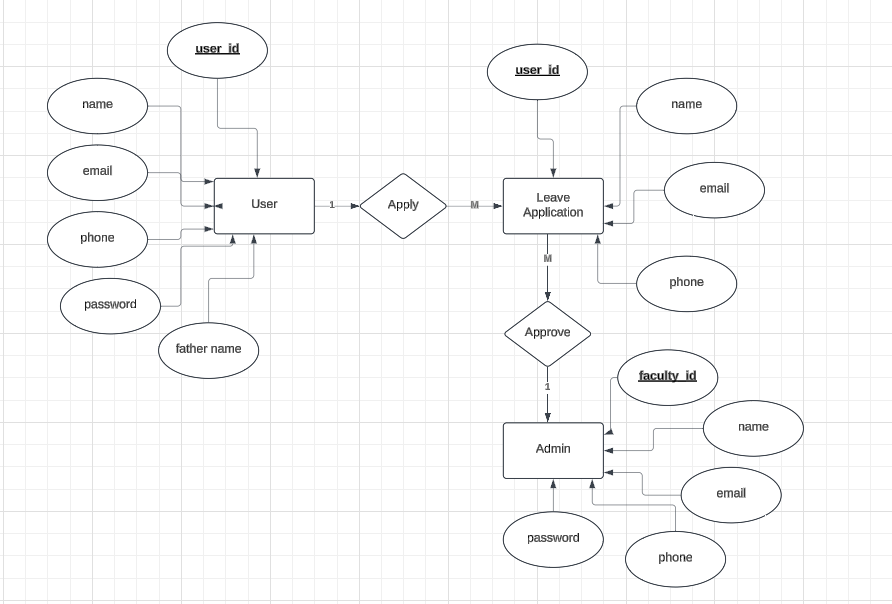 user_id
user_id
name
name
email
email
phone
User
1
Apply
M
Leave
Application
phone
password
father name
M
Approve
1
faculty_id
name
Admin
email
password
phone